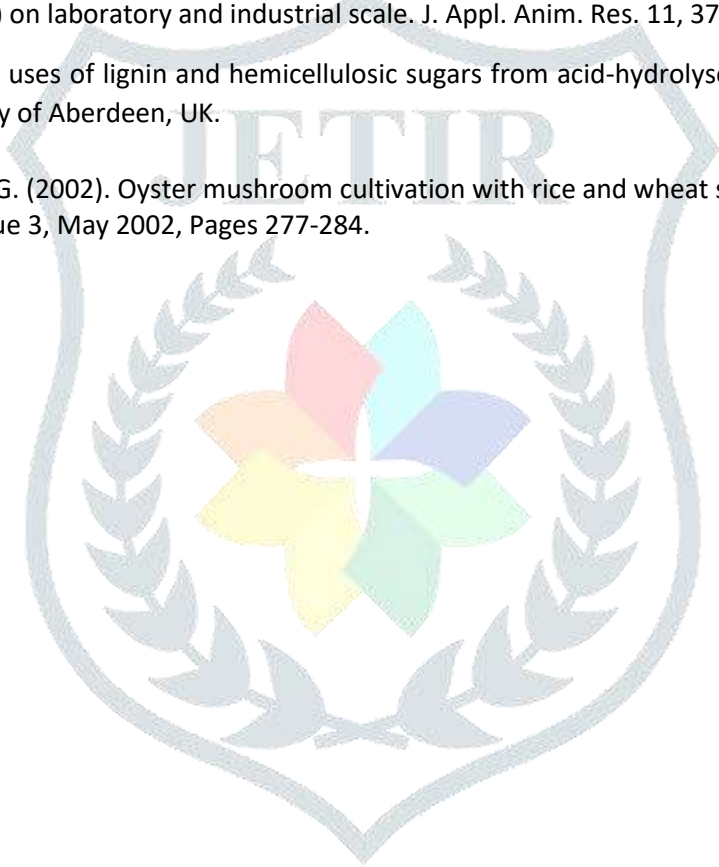 ) on laboratory and industrial scale. J. Appl. Anim. Res. 11, 37
uses of lignin and hemicellulosic sugars from acid-hydrolyse
y of Aberdeen, UK.
JETIR
G. (2002). Oyster mushroom cultivation with rice and wheat s
ue 3, May 2002, Pages 277-284.